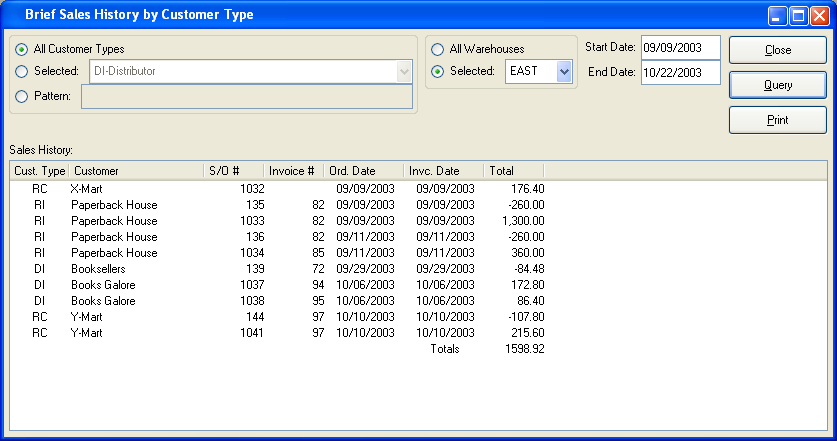 Brief Sales History by Customer Type
All Customer Types
Selected: DI-Distributor
Pattern:
All Warehouses
Selected: EAST
Start Date: 09/09/2003
End Date: 10/22/2003
Close
Query
Print
Sales History:
Cust. Type Customer S/O # Invoice # Ord. Date Invc. Date Total
RC X-Mart 1032 09/09/2003 09/09/2003 176.40
RI Paperback House 135 82 09/09/2003 09/09/2003 -260.00
RI Paperback House 1033 82 09/09/2003 09/09/2003 1,300.00
RI Paperback House 136 82 09/11/2003 09/11/2003 -260.00
RI Paperback House 1034 85 09/11/2003 09/11/2003 360.00
DI Booksellers 139 72 09/29/2003 09/29/2003 -84.48
DI Books Galore 1037 94 10/06/2003 10/06/2003 172.80
DI Books Galore 1038 95 10/06/2003 10/06/2003 86.40
RC Y-Mart 144 97 10/10/2003 10/10/2003 -107.80
RC Y-Mart 1041 97 10/10/2003 10/10/2003 215.60
Totals 1598.92